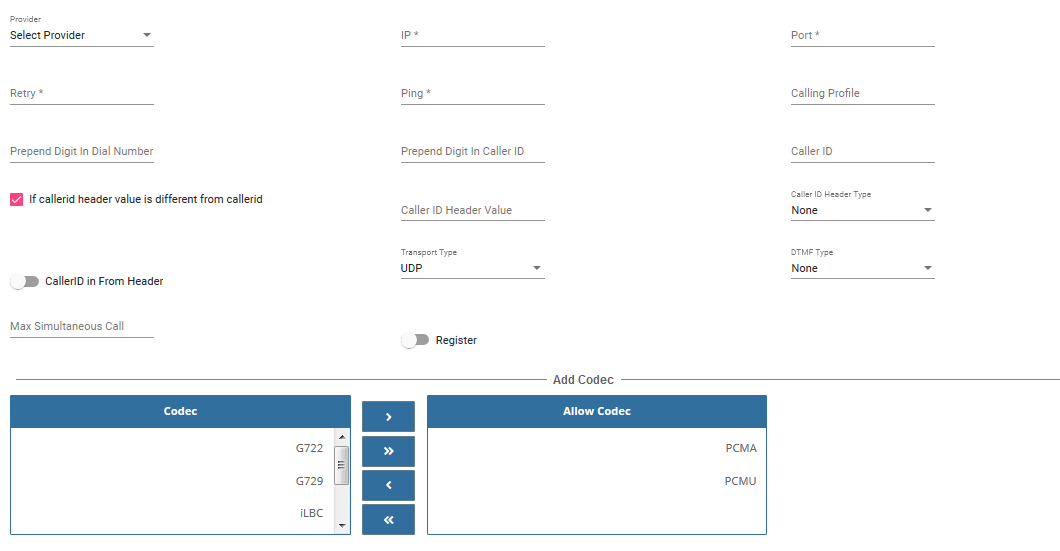 Provider
Select Provider
IP *
Port *
Retry *
Ping *
Calling Profile
Prepend Digit In Dial Number
Prepend Digit In Caller ID
Caller ID
If callerid header value is different from callerid
Caller ID Header Value
Caller ID Header Type
None
CallerID in From Header
Transport Type
UDP
DTMF Type
None
Max Simultaneous Call
Register
Add Codec
Codec
G722
G729
iLBC
Allow Codec
PCMA
PCMU